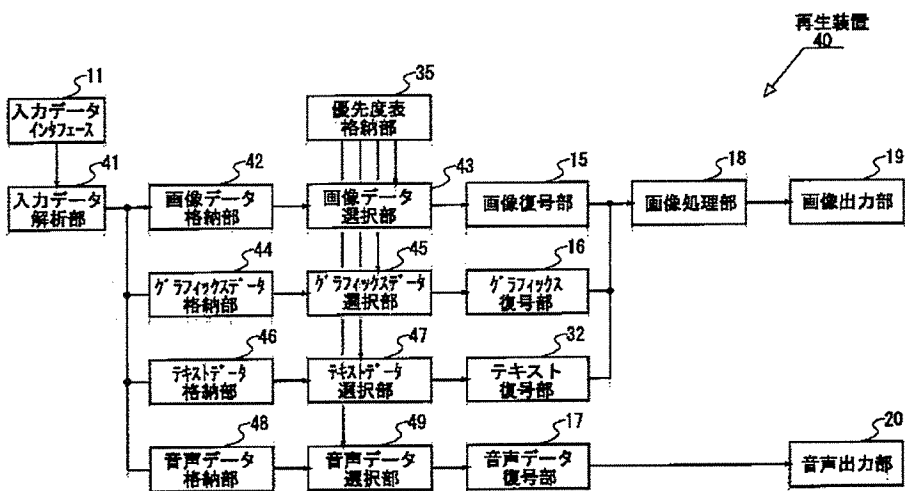 再生装置
40
11
入力データ
インタフェース
35
優先度表
格納部
41
入力データ
解析部
42
画像データ
格納部
43
画像データ
選択部
15
画像復号部
18
画像処理部
19
画像出力部
44
グラフィックスデータ
格納部
45
グラフィックスデータ
選択部
16
グラフィックス
復号部
46
テキストデータ
格納部
47
テキストデータ
選択部
32
テキスト
復号部
48
音声データ
格納部
49
音声データ
選択部
17
音声データ
復号部
20
音声出力部